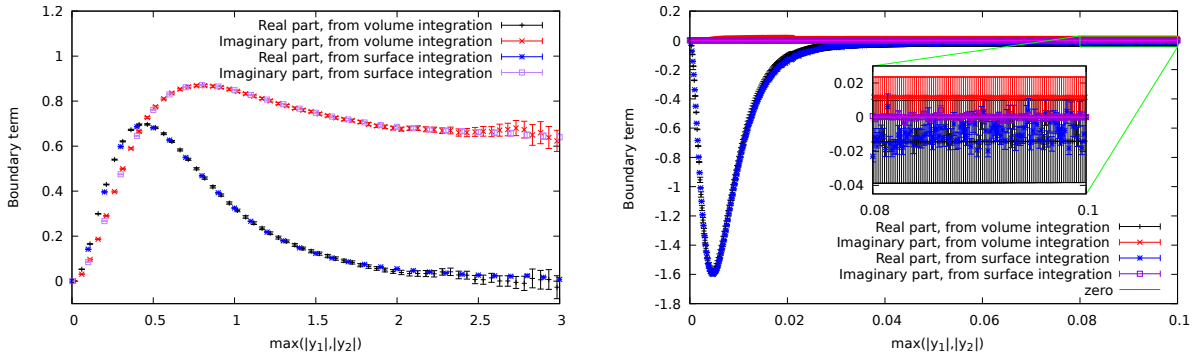 1.2
1
0.8
0.6
0.4
0.2
0
Boundary term
Real part, from volume integration
Imaginary part, from volume integration
Real part, from surface integration
Imaginary part, from surface integration
0 0.5 1 1.5 2 2.5 3
max(|y₁|,|y₂|)
0.2
0
-0.2
-0.4
-0.6
-0.8
-1
-1.2
-1.4
-1.6
-1.8
Boundary term
0.02
0
-0.02
-0.04
0.08 0.1
Real part, from volume integration
Imaginary part, from volume integration
Real part, from surface integration
Imaginary part, from surface integration
zero
0 0.02 0.04 0.06 0.08 0.1
max(|y₁|,|y₂|)